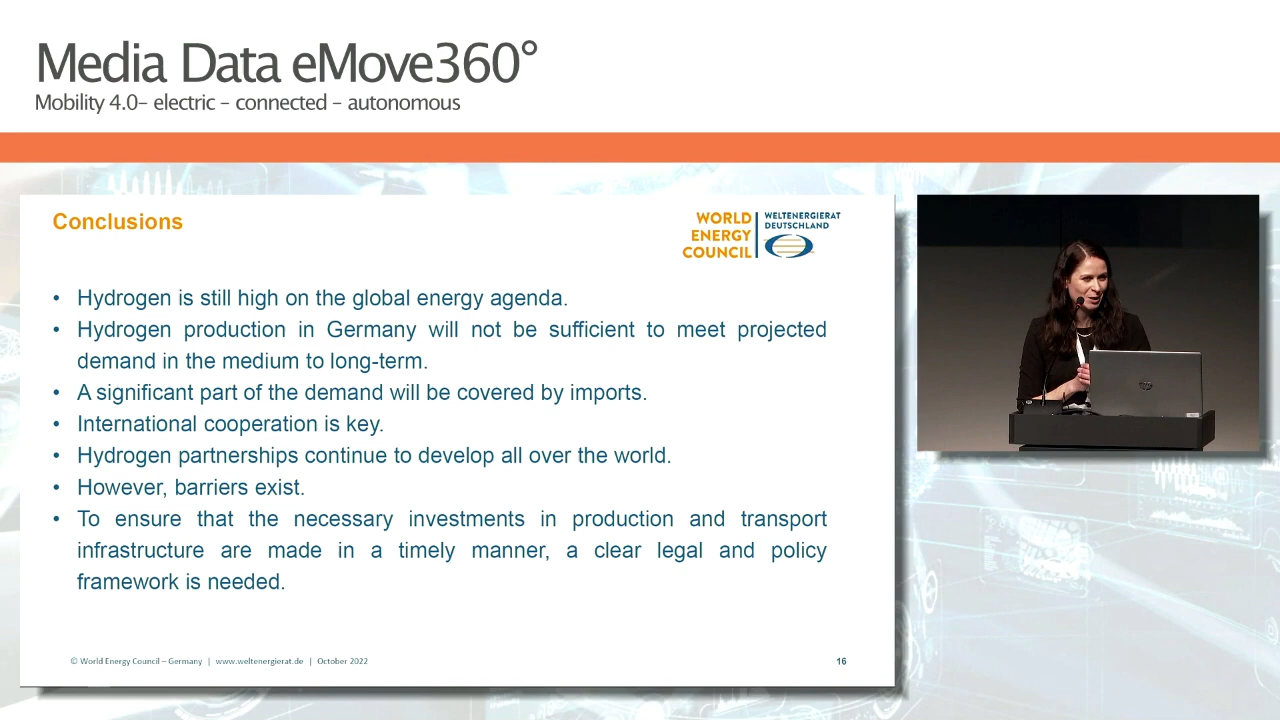 Media Data eMove360°
Mobility 4.0– electric – connected – autonomous
Conclusions
WORLD
ENERGY
COUNCIL
WELTENERGIERAT
DEUTSCHLAND
• Hydrogen is still high on the global energy agenda.
• Hydrogen production in Germany will not be sufficient to meet projected
demand in the medium to long-term.
• A significant part of the demand will be covered by imports.
• International cooperation is key.
• Hydrogen partnerships continue to develop all over the world.
• However, barriers exist.
• To ensure that the necessary investments in production and transport
infrastructure are made in a timely manner, a clear legal and policy
framework is needed.
© World Energy Council – Germany | www.weltenergierat.de | October 2022
16
hp